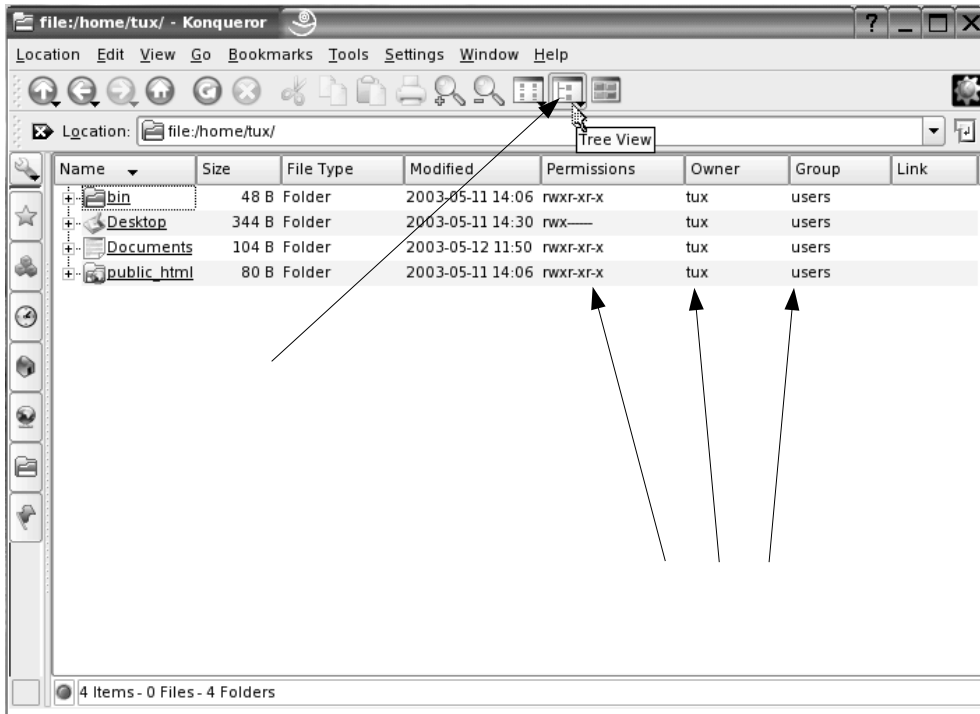 file:/home/tux/ - Konqueror
Location Edit View Go Bookmarks Tools Settings Window Help
Location: file:/home/tux/
Tree View
Name Size File Type Modified Permissions Owner Group Link
bin 48 B Folder 2003-05-11 14:06 rwxr-xr-x tux users
Desktop 344 B Folder 2003-05-11 14:30 rwx------ tux users
Documents 104 B Folder 2003-05-12 11:50 rwxr-xr-x tux users
public_html 80 B Folder 2003-05-11 14:06 rwxr-xr-x tux users
4 Items - 0 Files - 4 Folders